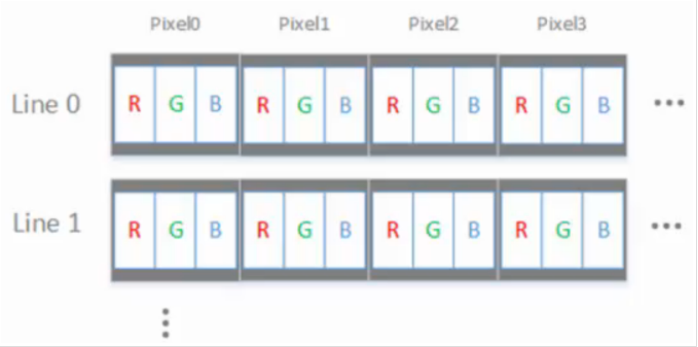 Pixel0 Pixel1 Pixel2 Pixel3
Line 0 R G B R G B R G B R G B ...
Line 1 R G B R G B R G B R G B ...